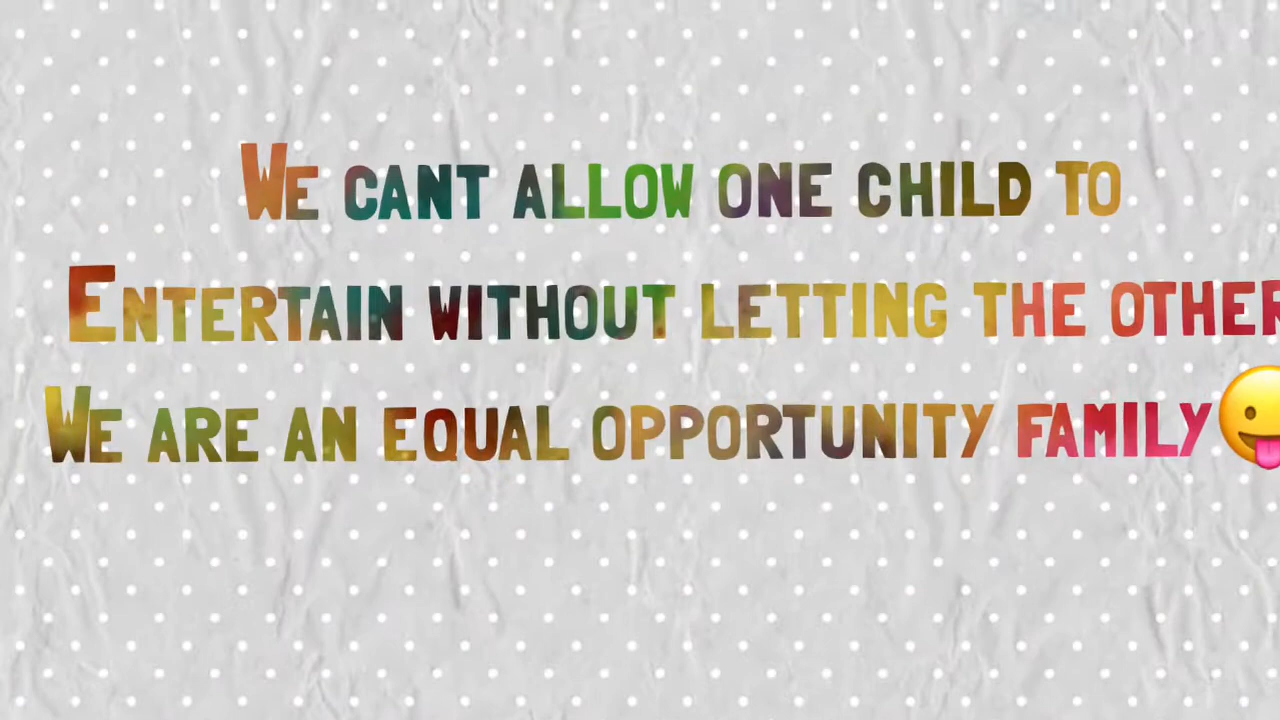 We cant allow one child to
Entertain without letting the other
We are an equal opportunity family😜